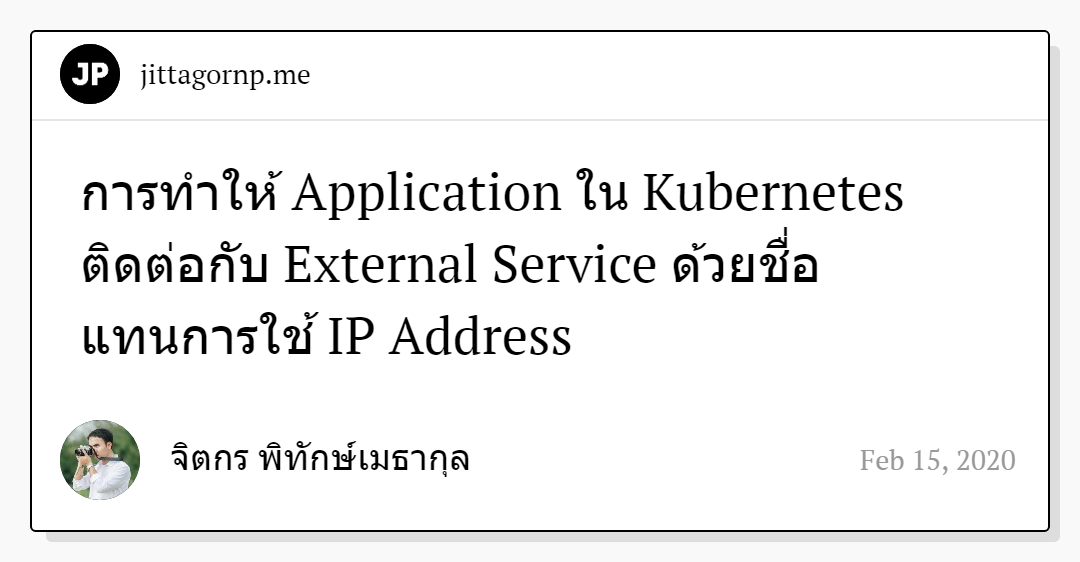 JP
jittagornp.me
การทำให้ Application ใน Kubernetes
ติดต่อกับ External Service ด้วยชื่อ
แทนการใช้ IP Address
จิตกร พิทักษ์เมธากุล
Feb 15, 2020